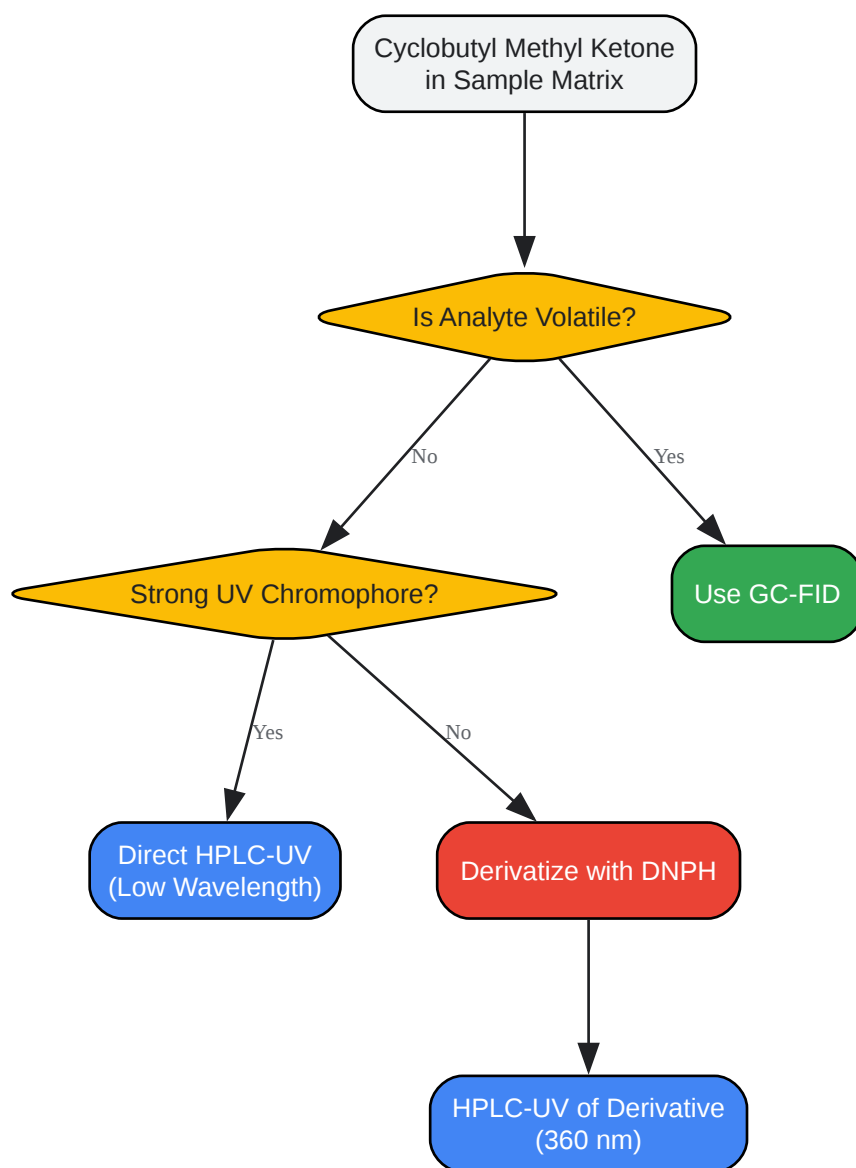 Cyclobutyl Methyl Ketone
in Sample Matrix
Is Analyte Volatile?
No
Yes
Strong UV Chromophore?
Use GC-FID
Yes
No
Direct HPLC-UV
(Low Wavelength)
Derivatize with DNPH
HPLC-UV of Derivative
(360 nm)